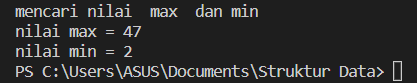 mencari nilai  max  dan min
nilai max = 47
nilai min = 2
PS C:\Users\ASUS\Documents\Struktur Data>